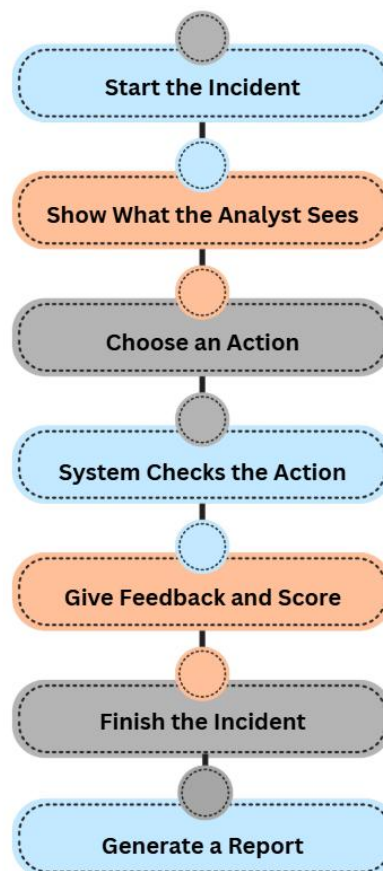 Start the Incident
Show What the Analyst Sees
Choose an Action
System Checks the Action
Give Feedback and Score
Finish the Incident
Generate a Report